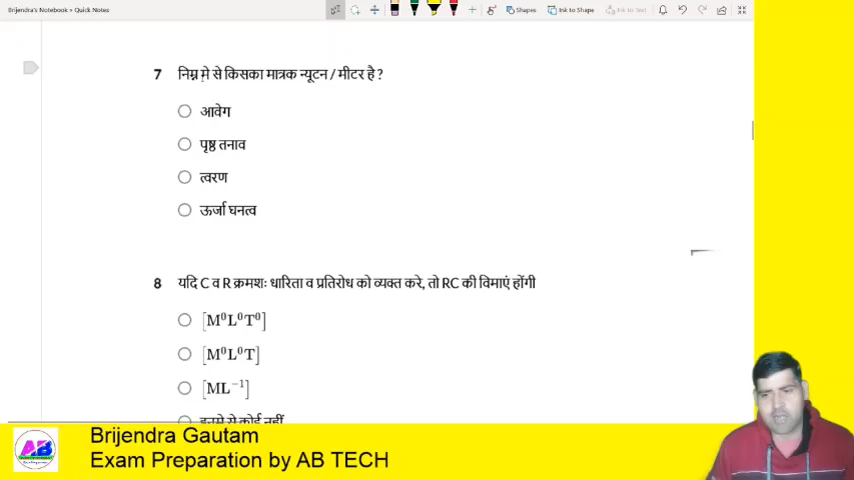 Brijendra's Notebook > Quick Notes
Shapes
Ink to Shape
Ink to Text
7 निम्न मे से किसका मात्रक न्यूटन / मीटर है ?
आवेग
पृष्ठ तनाव
त्वरण
ऊर्जा घनत्व
8 यदि C व R क्रमशः धारिता व प्रतिरोध को व्यक्त करे, तो RC की विमाएं होंगी
[M⁰L⁰T⁰]
[M⁰L⁰T]
[ML⁻¹]
इनमे से कोई नहीं
AB
Brijendra Gautam
Exam Preparation by AB TECH